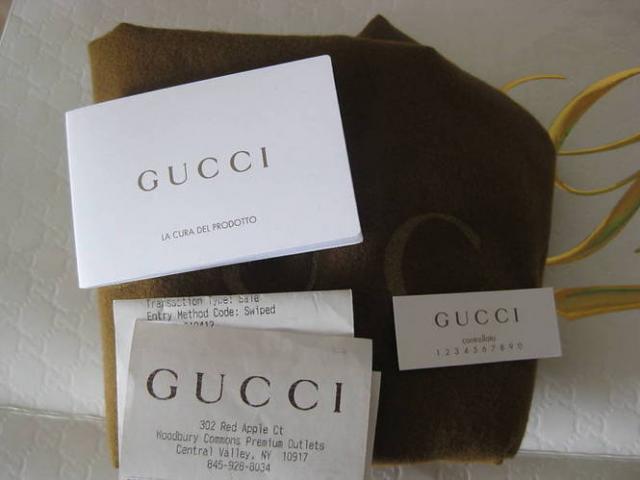 GUCCI
LA CURA DEL PRODOTTO
Transaction Type: Sale
Entry Method Code: Swiped
GUCCI
302 Red Apple Ct
Woodbury Commons Premium Outlets
Central Valley, NY 10917
845-928-8034
GUCCI
controllato
1 2 3 4 5 6 7 8 9 0